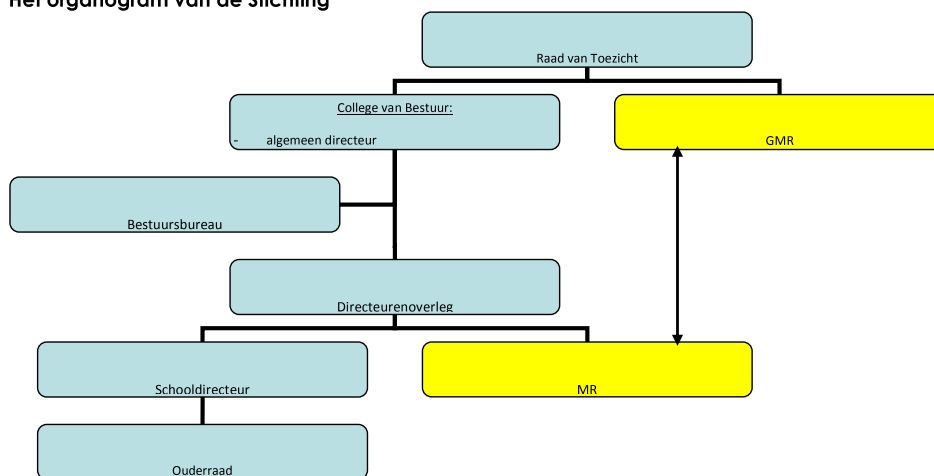 Het organogram van de Stichting
Raad van Toezicht
College van Bestuur:
- algemeen directeur
GMR
Bestuursbureau
Directeurenoverleg
Schooldirecteur
MR
Ouderraad